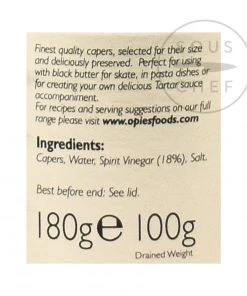 SOUS
CHEF
Finest quality capers, selected for their size
and deliciously preserved. Perfect for using
with black butter for skate, in pasta dishes or
for creating your own delicious Tartar sauce
accompaniment.
For recipes and serving suggestions on our full
range please visit www.opiesfoods.com
Ingredients:
Capers, Water, Spirit Vinegar (18%), Salt.
Best before end: See lid.
180g℮ 100g
Drained Weight